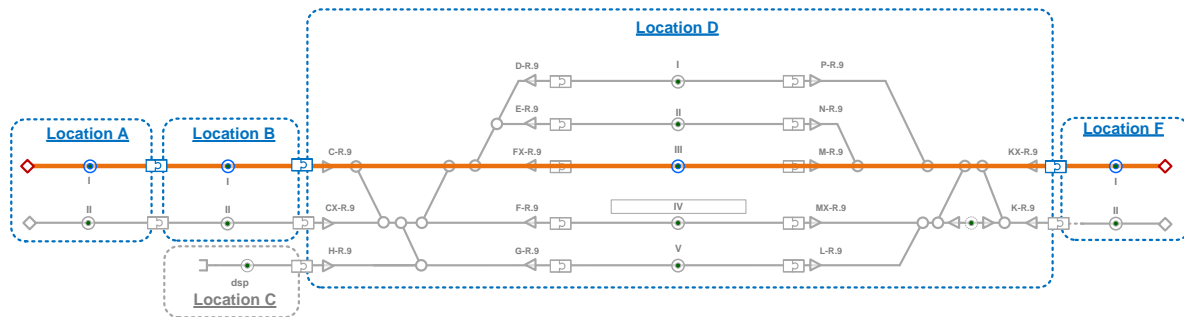 Location D
D-R.9
I
P-R.9
E-R.9
II
N-R.9
Location A
Location B
Location F
C-R.9
FX-R.9
III
M-R.9
KX-R.9
I
I
I
II
II
CX-R.9
F-R.9
IV
MX-R.9
K-R.9
II
H-R.9
G-R.9
V
L-R.9
dsp
Location C